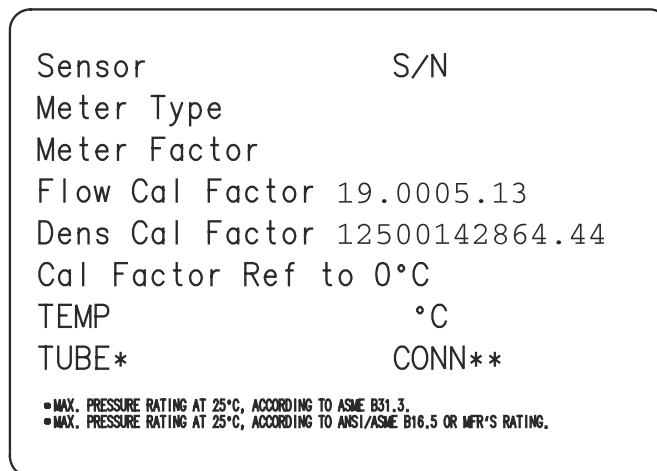 Sensor S/N
Meter Type
Meter Factor
Flow Cal Factor 19.0005.13
Dens Cal Factor 12500142864.44
Cal Factor Ref to 0°C
TEMP °C
TUBE* CONN**
*MAX. PRESSURE RATING AT 25°C, ACCORDING TO ASME B31.3.
*MAX. PRESSURE RATING AT 25°C, ACCORDING TO ANSI/ASME B16.5 OR MFR'S RATING.